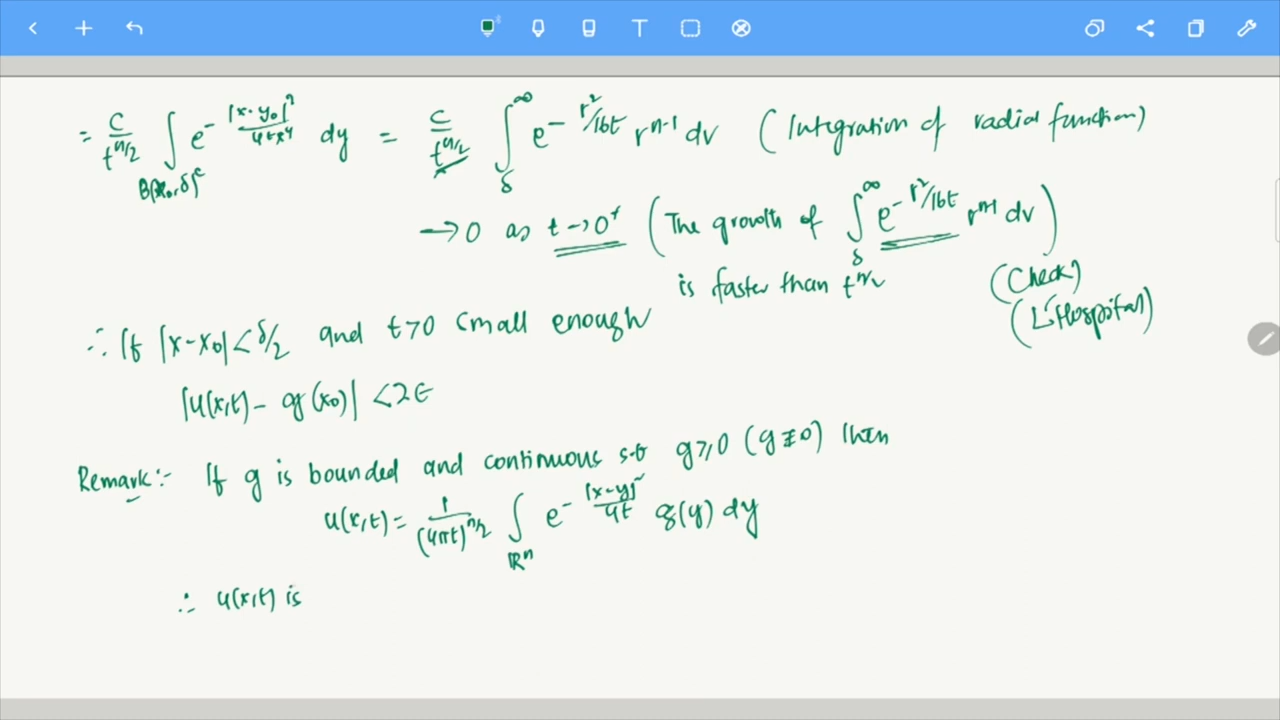 = C/t^{n/2} ∫_{B(x₀,δ)^c} e^{-|x-y₀|²/4t×4} dy = C/t^{n/2} ∫_δ^∞ e^{-r²/16t} r^{n-1} dr (Integration of radial function)
→ 0 as t → 0⁺ (The growth of ∫_δ^∞ e^{-r²/16t} r^{n-1} dr)
is faster than t^{n/2} (Check)
(L'Hospital)
∴ If |x-x₀| < δ/2 and t>0 small enough
|u(x,t) - g(x₀)| < 2ϵ
Remark:- If g is bounded and continuous s.t g ≥ 0 (g ≢ 0) then
u(x,t) = 1/(4πt)^{n/2} ∫_{ℝⁿ} e^{-|x-y|²/4t} g(y) dy
∴ u(x,t) is
T